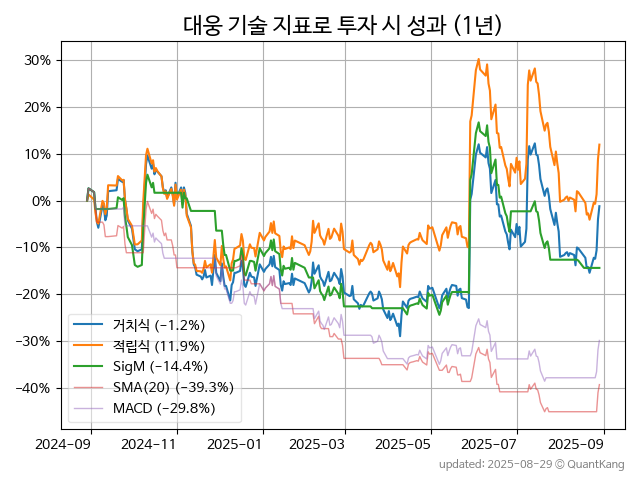 대웅 기술 지표로 투자 시 성과 (1년)
30%
20%
10%
0%
−10%
−20%
−30%
−40%
거치식 (−1.2%)
적립식 (11.9%)
SigM (−14.4%)
SMA(20) (−39.3%)
MACD (−29.8%)
2024-09 2024-11 2025-01 2025-03 2025-05 2025-07 2025-09
updated: 2025-08-29 © QuantKang